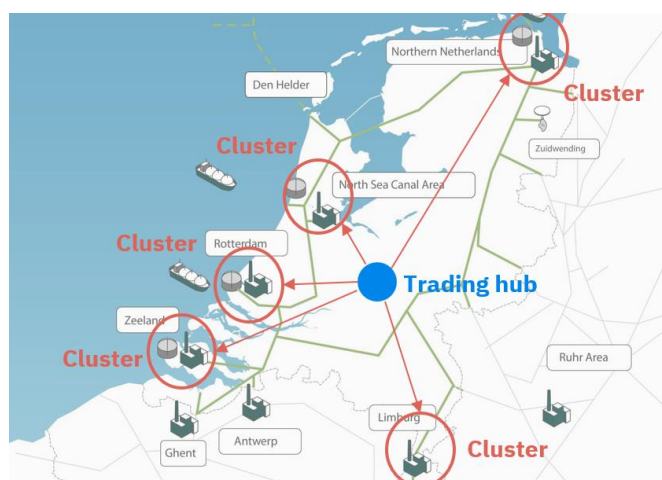 Northern Netherlands
Cluster
Den Helder
Zuidwending
Cluster
North Sea Canal Area
Cluster
Rotterdam
Trading hub
Zeeland
Cluster
Ruhr Area
Limburg
Antwerp
Cluster
Ghent